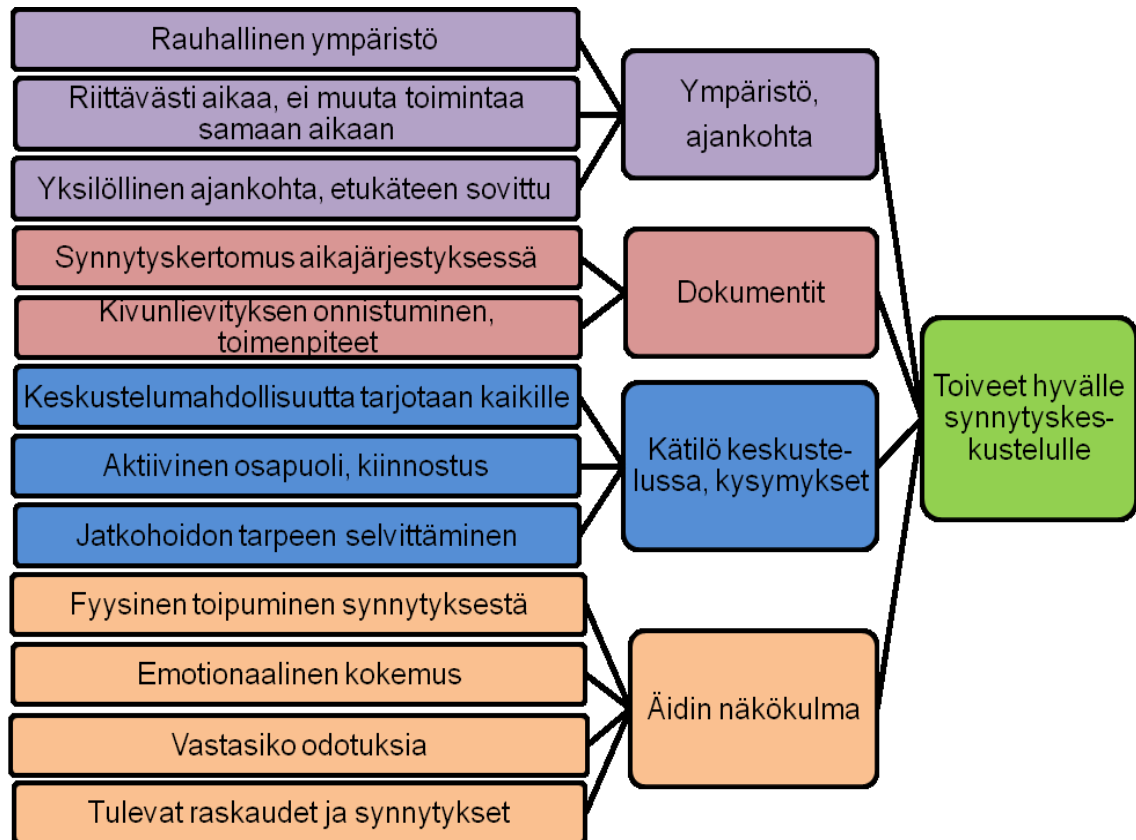 Rauhallinen ympäristö
Riittävästi aikaa, ei muuta toimintaa
samaan aikaan
Yksilöllinen ajankohta, etukäteen sovittu
Ympäristö,
ajankohta
Synnytyskertomus aikajärjestyksessä
Kivunlievityksen onnistuminen,
toimenpiteet
Dokumentit
Keskustelumahdollisuutta tarjotaan kaikille
Aktiivinen osapuoli, kiinnostus
Jatkohoidon tarpeen selvittäminen
Kätilö keskuste-
lussa, kysymykset
Fyysinen toipuminen synnytyksestä
Emotionaalinen kokemus
Vastasiko odotuksia
Tulevat raskaudet ja synnytykset
Äidin näkökulma
Toiveet hyvälle
synnytyskes-
kustelulle